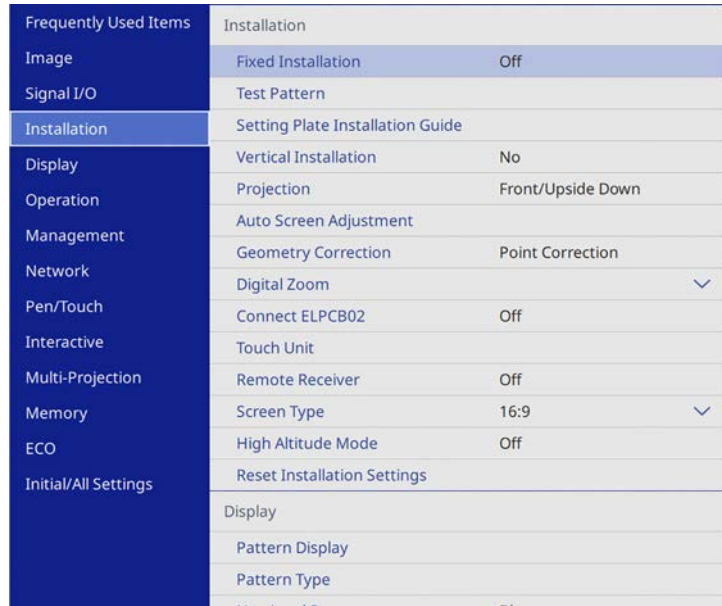 Frequently Used Items
Image
Signal I/O
Installation
Display
Operation
Management
Network
Pen/Touch
Interactive
Multi-Projection
Memory
ECO
Initial/All Settings
Installation
Fixed Installation Off
Test Pattern
Setting Plate Installation Guide
Vertical Installation No
Projection Front/Upside Down
Auto Screen Adjustment
Geometry Correction Point Correction
Digital Zoom
Connect ELPCB02 Off
Touch Unit
Remote Receiver Off
Screen Type 16:9
High Altitude Mode Off
Reset Installation Settings
Display
Pattern Display
Pattern Type